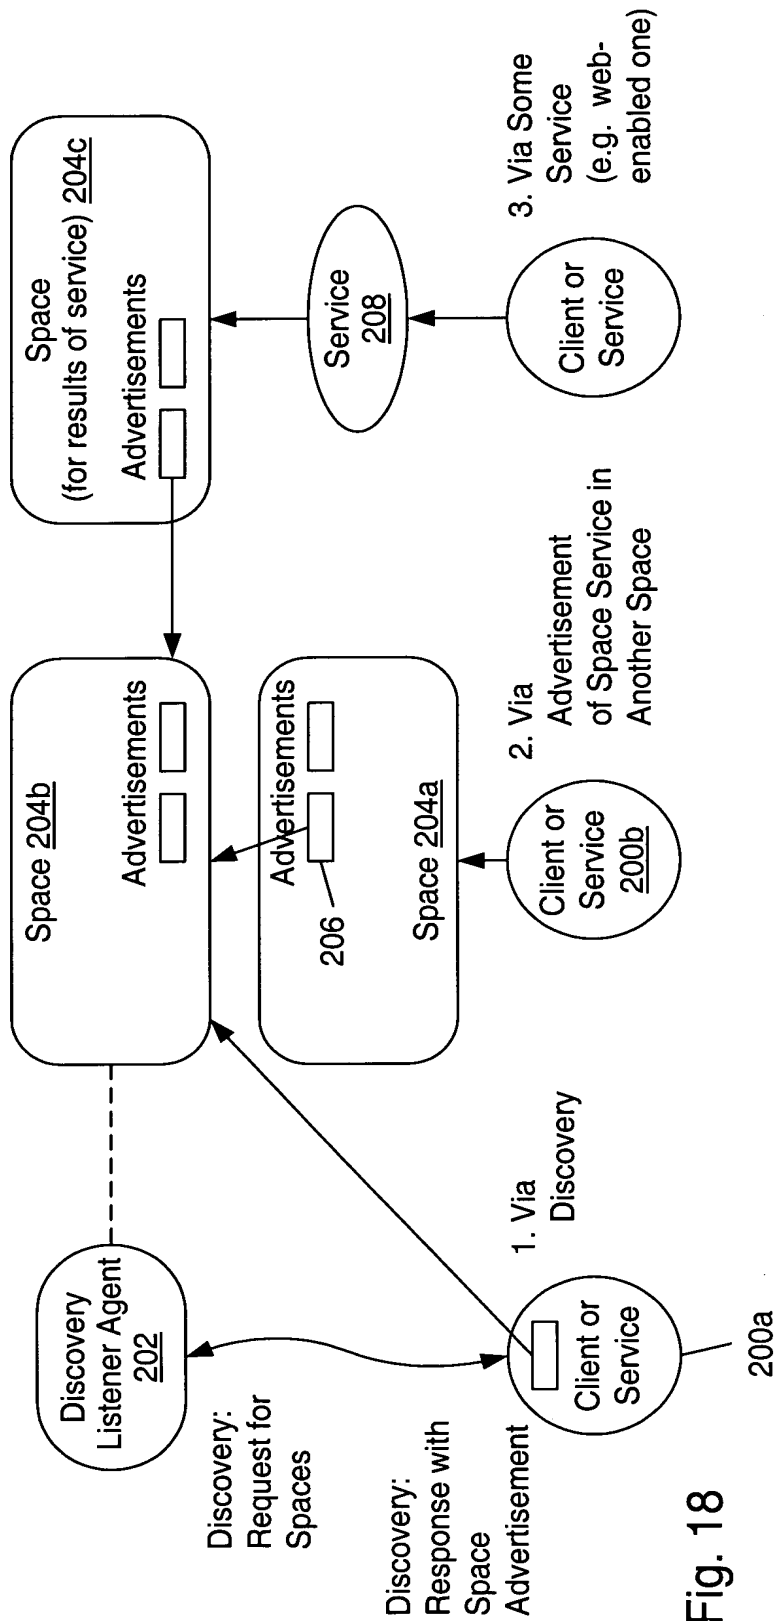 Discovery
Listener Agent
202
Discovery:
Request for
Spaces
Discovery:
Response with
Space
Advertisement
Client or
Service
200a
1. Via
Discovery
Space 204b
Advertisements
Advertisements
206
Space 204a
Client or
Service
200b
2. Via
Advertisement
of Space Service in
Another Space
Space
(for results of service) 204c
Advertisements
Service
208
Client or
Service
3. Via Some
Service
(e.g. web-
enabled one)
Fig. 18